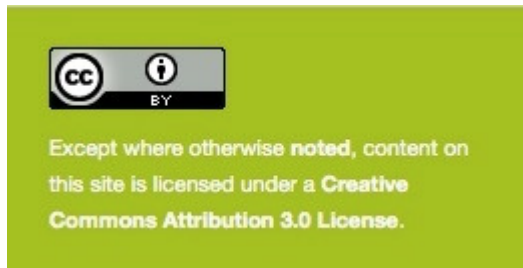 cc
BY
Except where otherwise noted, content on
this site is licensed under a Creative
Commons Attribution 3.0 License.